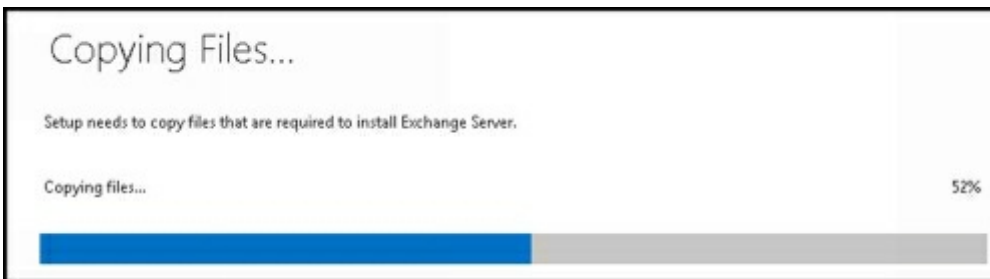 Copying Files...
Setup needs to copy files that are required to install Exchange Server.
Copying files... 52%